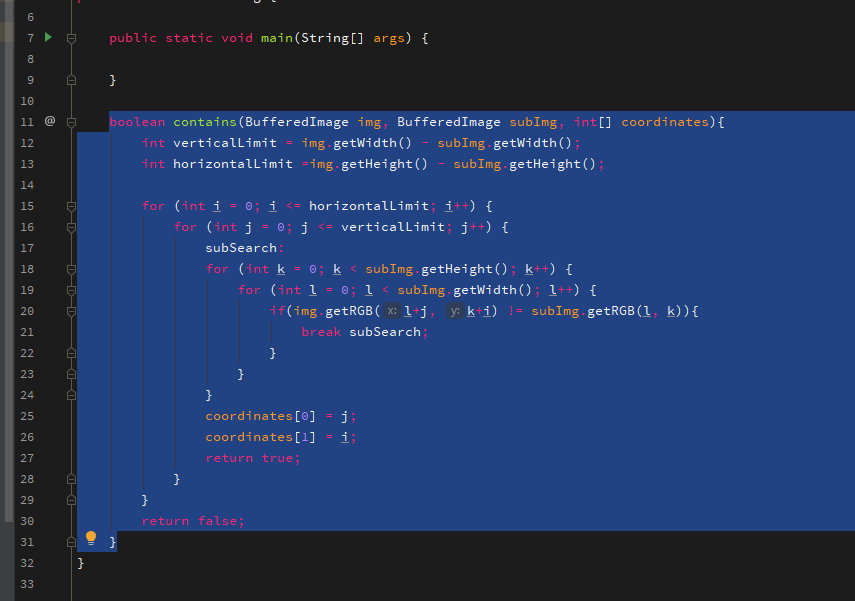 6
7 public static void main(String[] args) {
8
9 }
10
11 @ boolean contains(BufferedImage img, BufferedImage subImg, int[] coordinates){
12 int verticalLimit = img.getWidth() - subImg.getWidth();
13 int horizontalLimit =img.getHeight() - subImg.getHeight();
14
15 for (int i = 0; i <= horizontalLimit; i++) {
16 for (int j = 0; j <= verticalLimit; j++) {
17 subSearch:
18 for (int k = 0; k < subImg.getHeight(); k++) {
19 for (int l = 0; l < subImg.getWidth(); l++) {
20 if(img.getRGB( x: l+j, y: k+i) != subImg.getRGB(l, k)){
21 break subSearch;
22 }
23 }
24 }
25 coordinates[0] = j;
26 coordinates[1] = i;
27 return true;
28 }
29 }
30 return false;
31 }
32 }
33